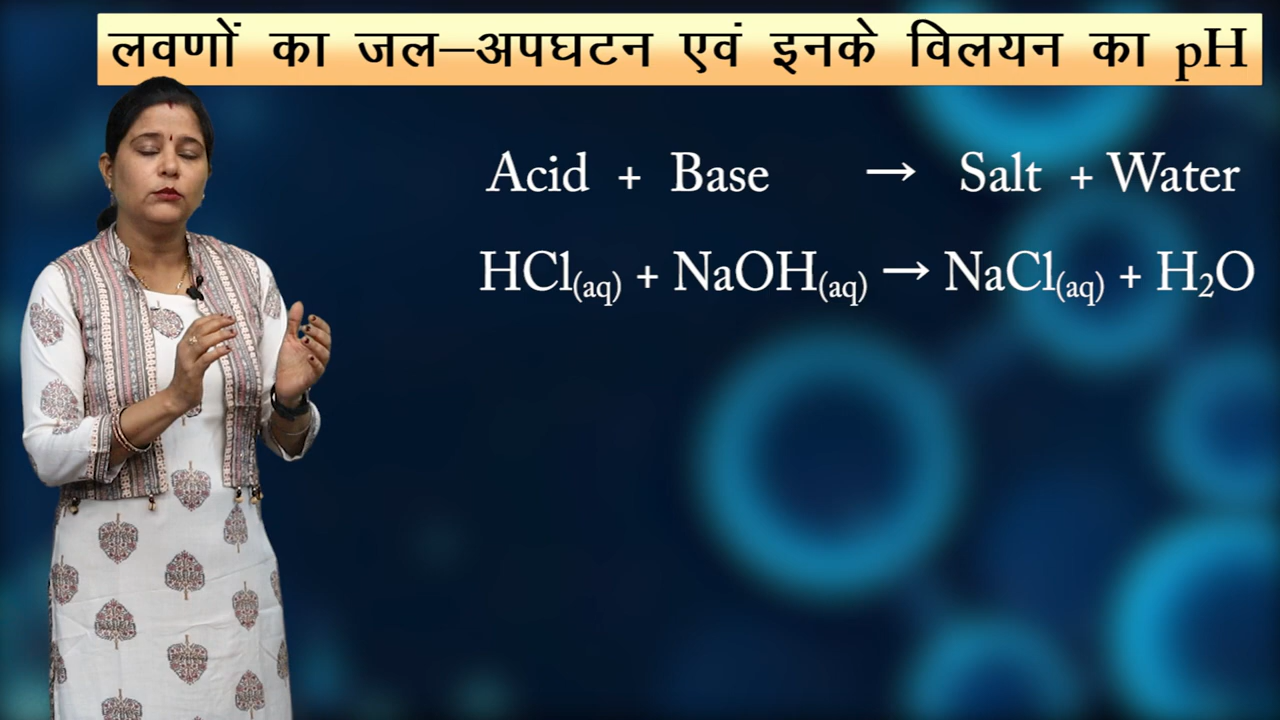 लवणों का जल–अपघटन एवं इनके विलयन का pH
Acid + Base → Salt + Water
HCl(aq) + NaOH(aq) → NaCl(aq) + H₂O